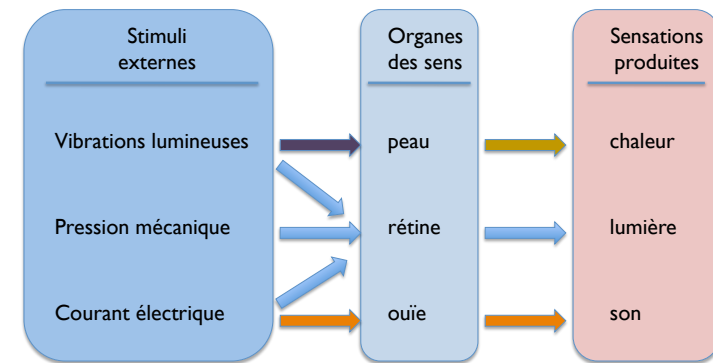 Stimuli
externes
Organes
des sens
Sensations
produites
Vibrations lumineuses
peau
chaleur
Pression mécanique
rétine
lumière
Courant électrique
ouïe
son